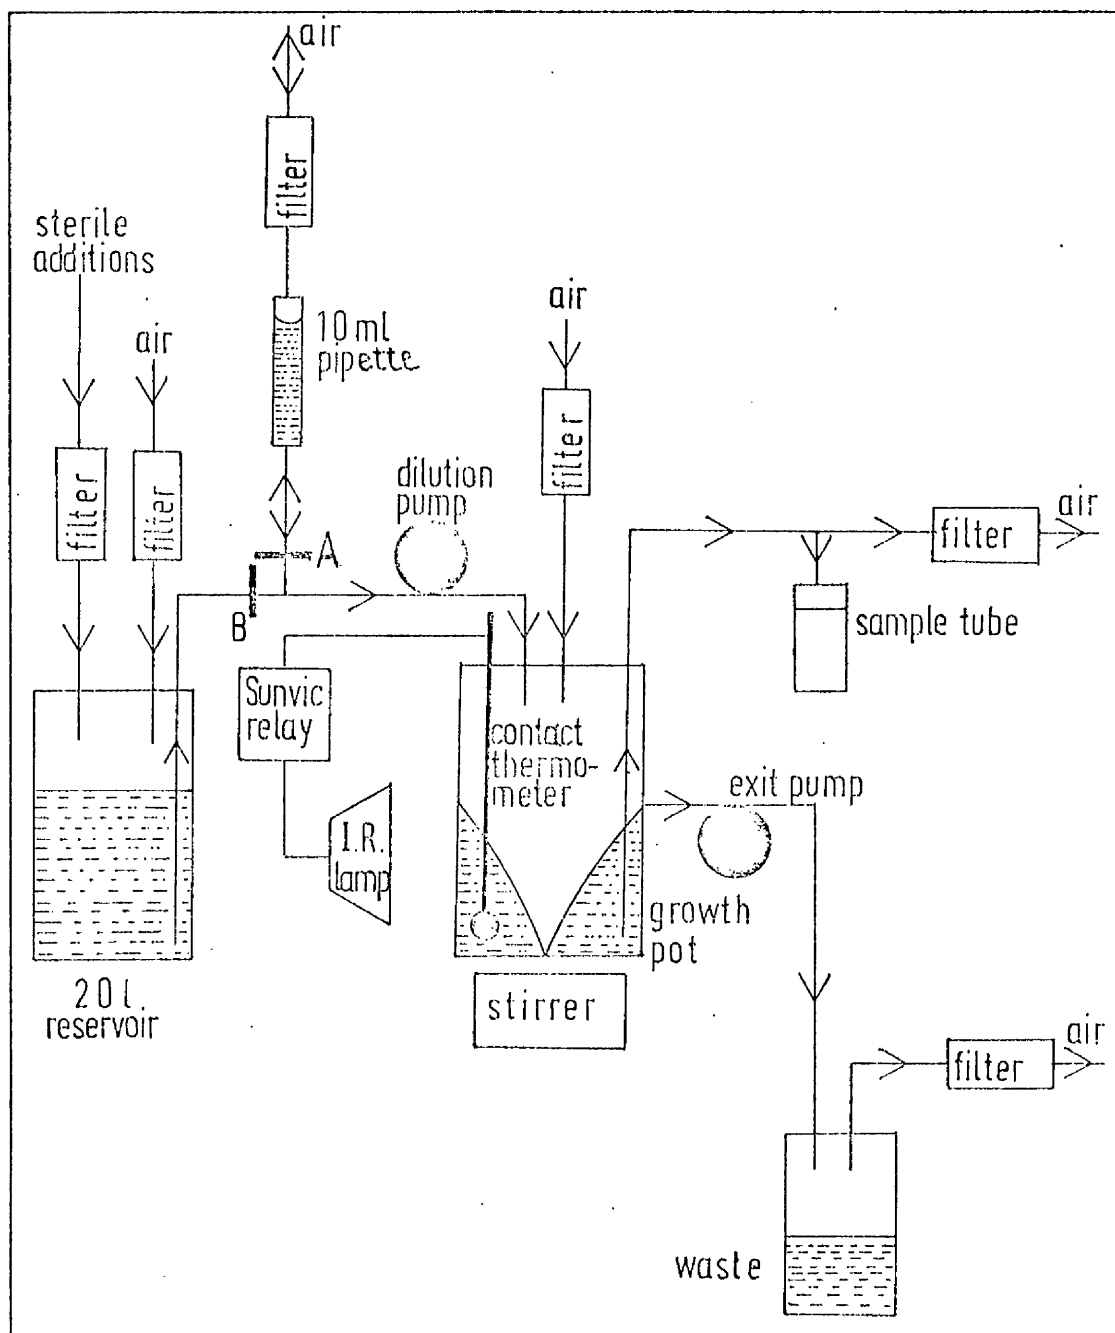 air
filter
sterile
additions
10 ml
pipette
air
air
filter
filter
filter
dilution
pump
A
B
air
filter
sample tube
Sunvic
relay
contact
thermo-
meter
exit pump
I.R.
lamp
growth
pot
20 l.
reservoir
stirrer
air
filter
waste